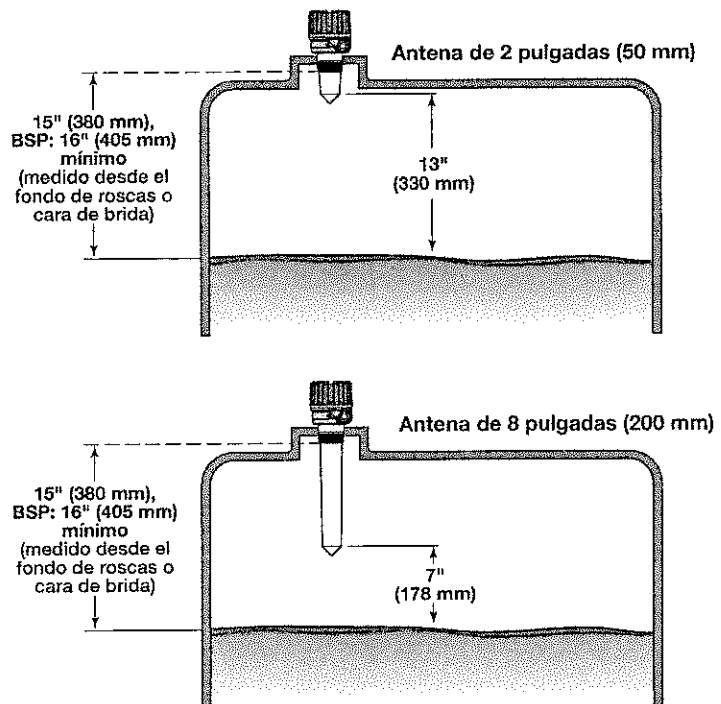 Antena de 2 pulgadas (50 mm)
15" (380 mm),
BSP: 16" (405 mm)
mínimo
(medido desde el
fondo de roscas o
cara de brida)
13"
(330 mm)
Antena de 8 pulgadas (200 mm)
15" (380 mm),
BSP: 16" (405 mm)
mínimo
(medido desde el
fondo de roscas o
cara de brida)
7"
(178 mm)